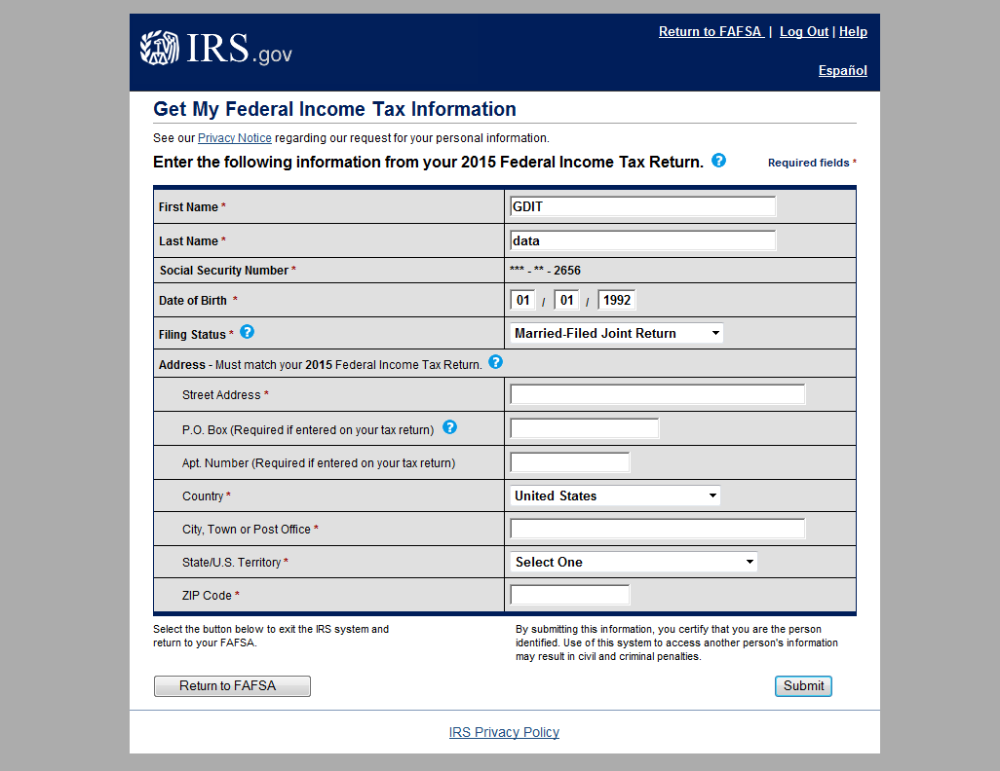 IRS.gov
Return to FAFSA | Log Out | Help
Español
Get My Federal Income Tax Information
See our Privacy Notice regarding our request for your personal information.
Enter the following information from your 2015 Federal Income Tax Return. ?
Required fields *
First Name * GDIT
Last Name * data
Social Security Number * *** - ** - 2656
Date of Birth * 01 / 01 / 1992
Filing Status * ? Married-Filed Joint Return
Address - Must match your 2015 Federal Income Tax Return. ?
Street Address *
P.O. Box (Required if entered on your tax return) ?
Apt. Number (Required if entered on your tax return)
Country * United States
City, Town or Post Office *
State/U.S. Territory * Select One
ZIP Code *
Select the button below to exit the IRS system and
return to your FAFSA.
By submitting this information, you certify that you are the person
identified. Use of this system to access another person's information
may result in civil and criminal penalties.
Return to FAFSA
Submit
IRS Privacy Policy